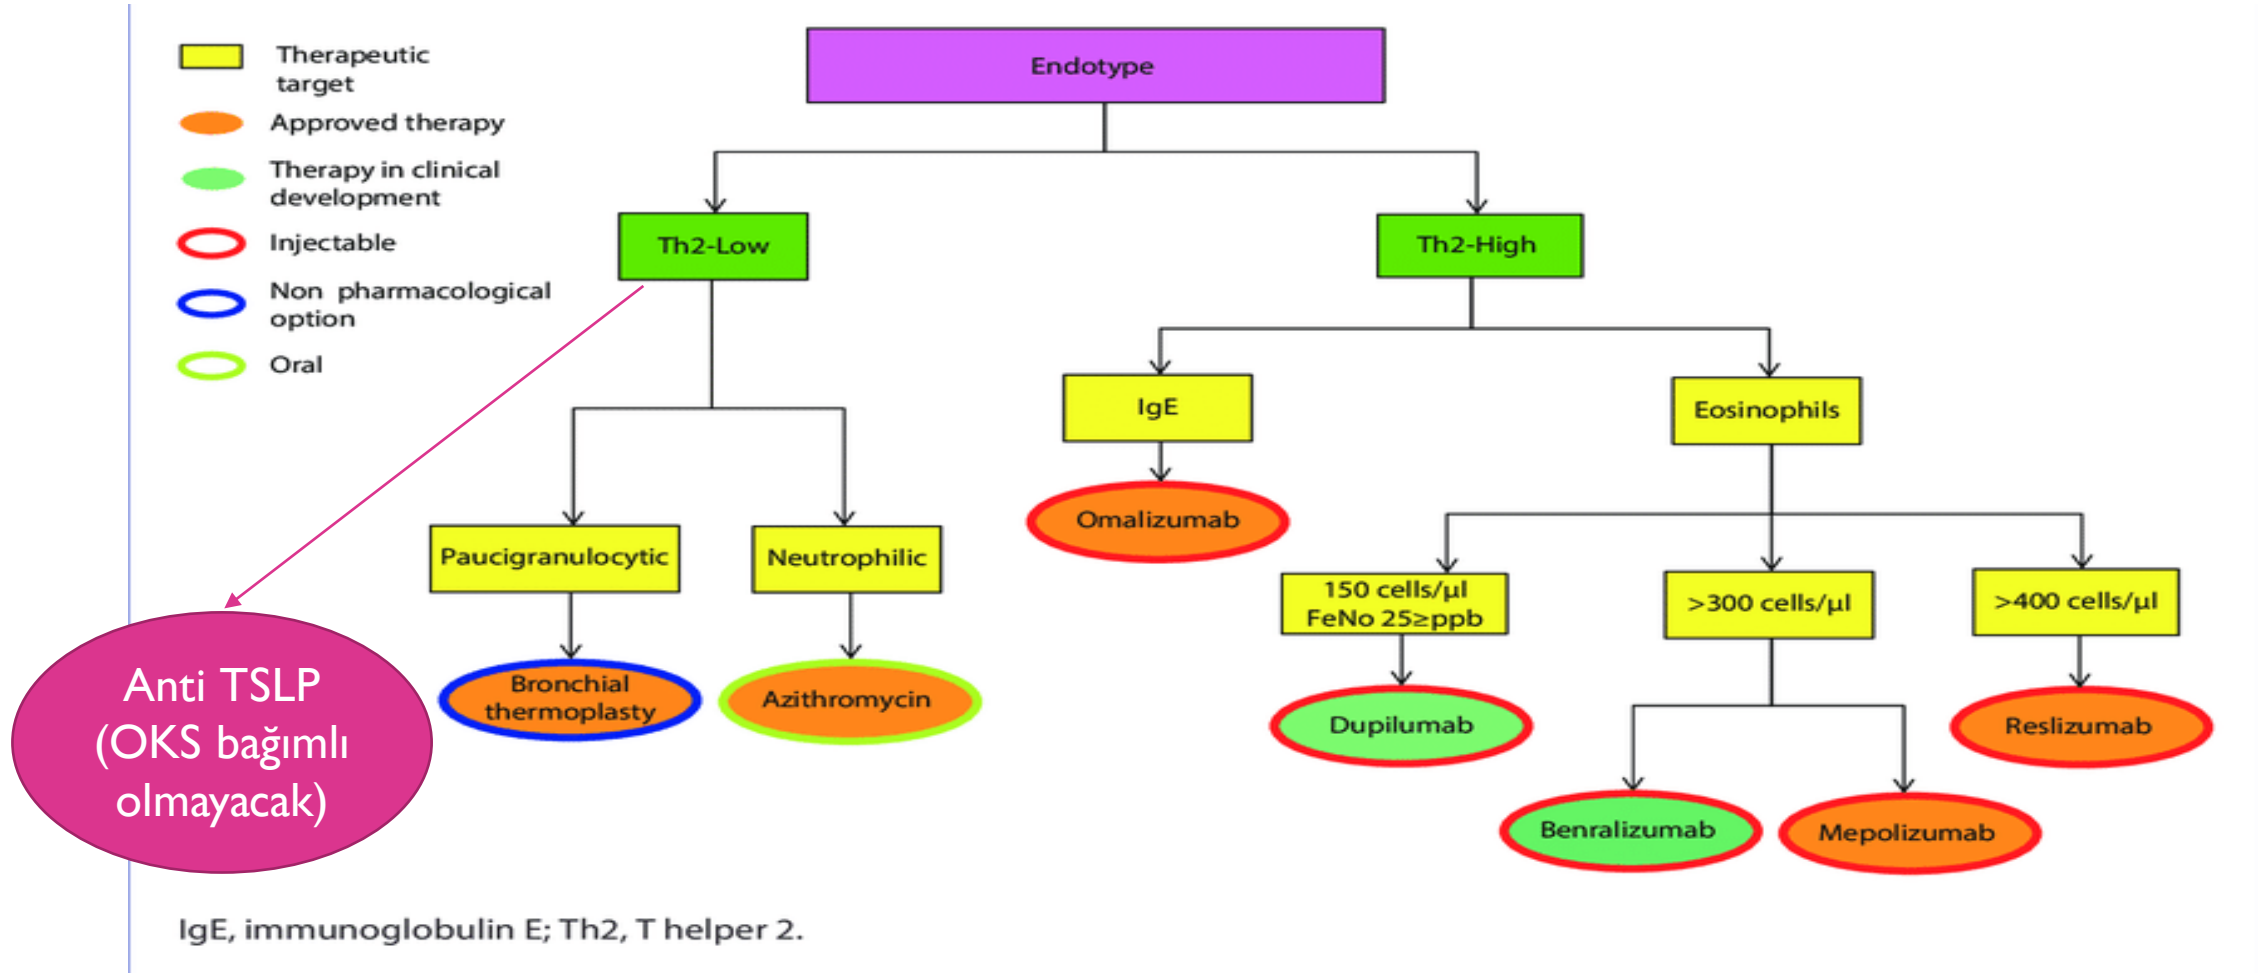 Therapeutic
target
Approved therapy
Therapy in clinical
development
Injectable
Non pharmacological
option
Oral
Endotype
Th2-Low
Th2-High
IgE
Eosinophils
Omalizumab
Paucigranulocytic
Neutrophilic
150 cells/µl
FeNo 25≥ppb
>300 cells/µl
>400 cells/µl
Bronchial
thermoplasty
Azithromycin
Dupilumab
Reslizumab
Benralizumab
Mepolizumab
Anti TSLP
(OKS bağımlı
olmayacak)
IgE, immunoglobulin E; Th2, T helper 2.